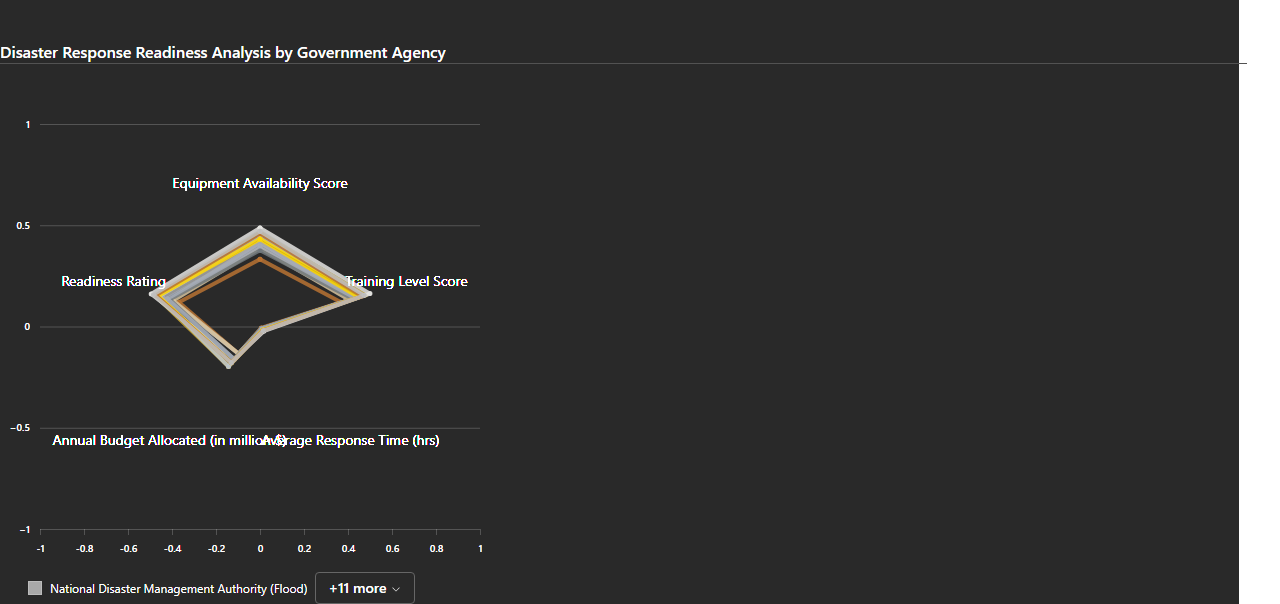 Disaster Response Readiness Analysis by Government Agency
1
Equipment Availability Score
0.5
Readiness Rating
Training Level Score
0
−0.5
Annual Budget Allocated (in million $)
Average Response Time (hrs)
−1
-1 -0.8 -0.6 -0.4 -0.2 0 0.2 0.4 0.6 0.8 1
National Disaster Management Authority (Flood) +11 more